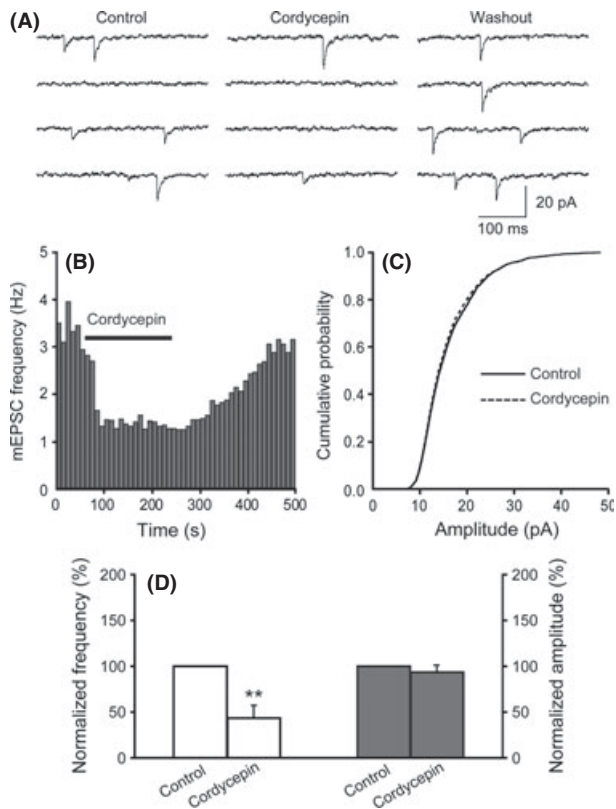 (A)
Control Cordycepin Washout
20 pA
100 ms
(B)
mEPSC frequency (Hz)
5
4
3
2
1
0
Cordycepin
0 100 200 300 400 500
Time (s)
(C)
Cumulative probability
1.0
0.8
0.6
0.4
0.2
0.0
Control
Cordycepin
0 10 20 30 40 50
Amplitude (pA)
(D)
Normalized frequency (%)
200
150
100
50
0
**
Control Cordycepin Control Cordycepin
200
150
100
50
0
Normalized amplitude (%)